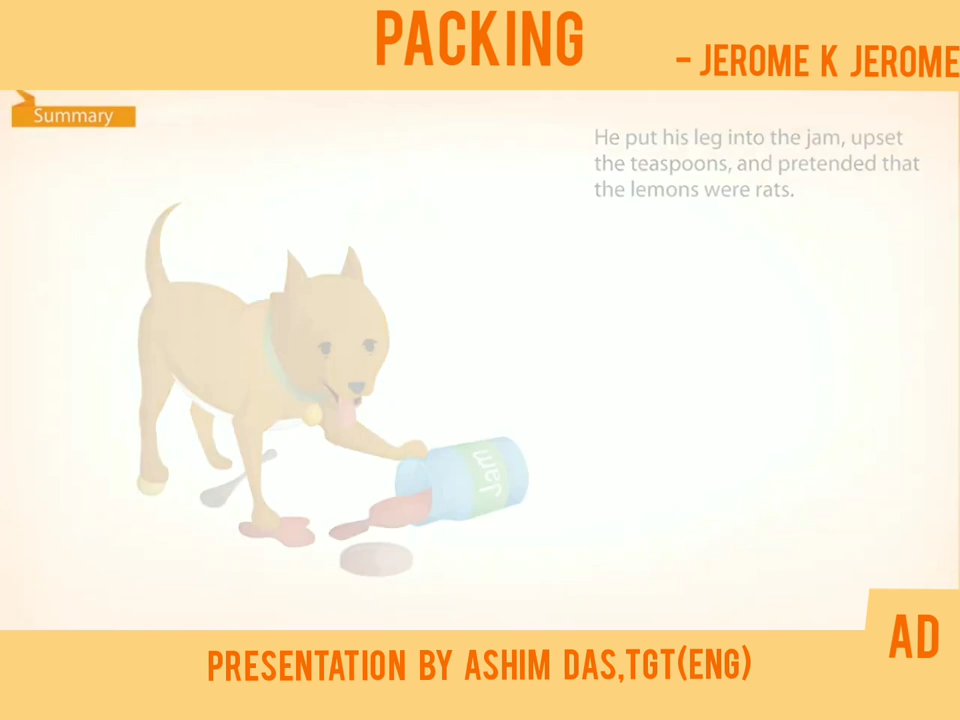 PACKING
- JEROME K JEROME
Summary
He put his leg into the jam, upset
the teaspoons, and pretended that
the lemons were rats.
Jam
AD
PRESENTATION BY ASHIM DAS,TGT(ENG)